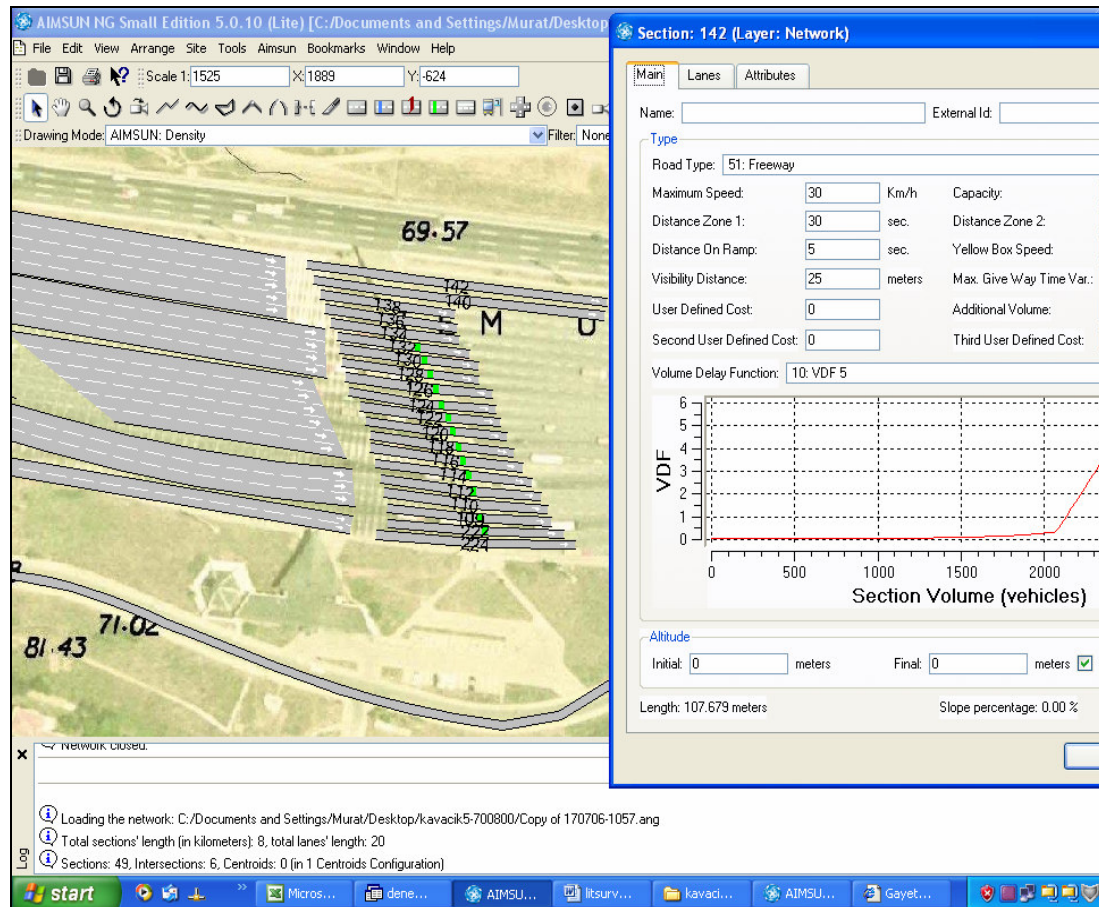 AIMSUN NG Small Edition 5.0.10 (Lite) [C:/Documents and Settings/Murat/Desktop
File Edit View Arrange Site Tools Aimsun Bookmarks Window Help
Scale 1: 1525 X: 1889 Y: -624
Drawing Mode: AIMSUN: Density Filter: None
69.57
142
140
138
136
134
132
130
128
126
124
122
120
118
116
114
112
110
109
224
M U
71.02
81.43
Section: 142 (Layer: Network)
Main Lanes Attributes
Name: External Id:
Type
Road Type: 51: Freeway
Maximum Speed: 30 Km/h Capacity:
Distance Zone 1: 30 sec. Distance Zone 2:
Distance On Ramp: 5 sec. Yellow Box Speed:
Visibility Distance: 25 meters Max. Give Way Time Var.:
User Defined Cost: 0 Additional Volume:
Second User Defined Cost: 0 Third User Defined Cost:
Volume Delay Function: 10: VDF 5
VDF
6
5
4
3
2
1
0
0 500 1000 1500 2000
Section Volume (vehicles)
Altitude
Initial: 0 meters Final: 0 meters
Length: 107.679 meters Slope percentage: 0.00 %
Network closed.
Loading the network: C:/Documents and Settings/Murat/Desktop/kavacik5-700800/Copy of 170706-1057.ang
Total sections' length (in kilometers): 8, total lanes' length: 20
Sections: 49, Intersections: 6, Centroids: 0 (in 1 Centroids Configuration)
Log
start » Micros... dene... AIMSU... litsurv... kavaci... AIMSU... Gayet...